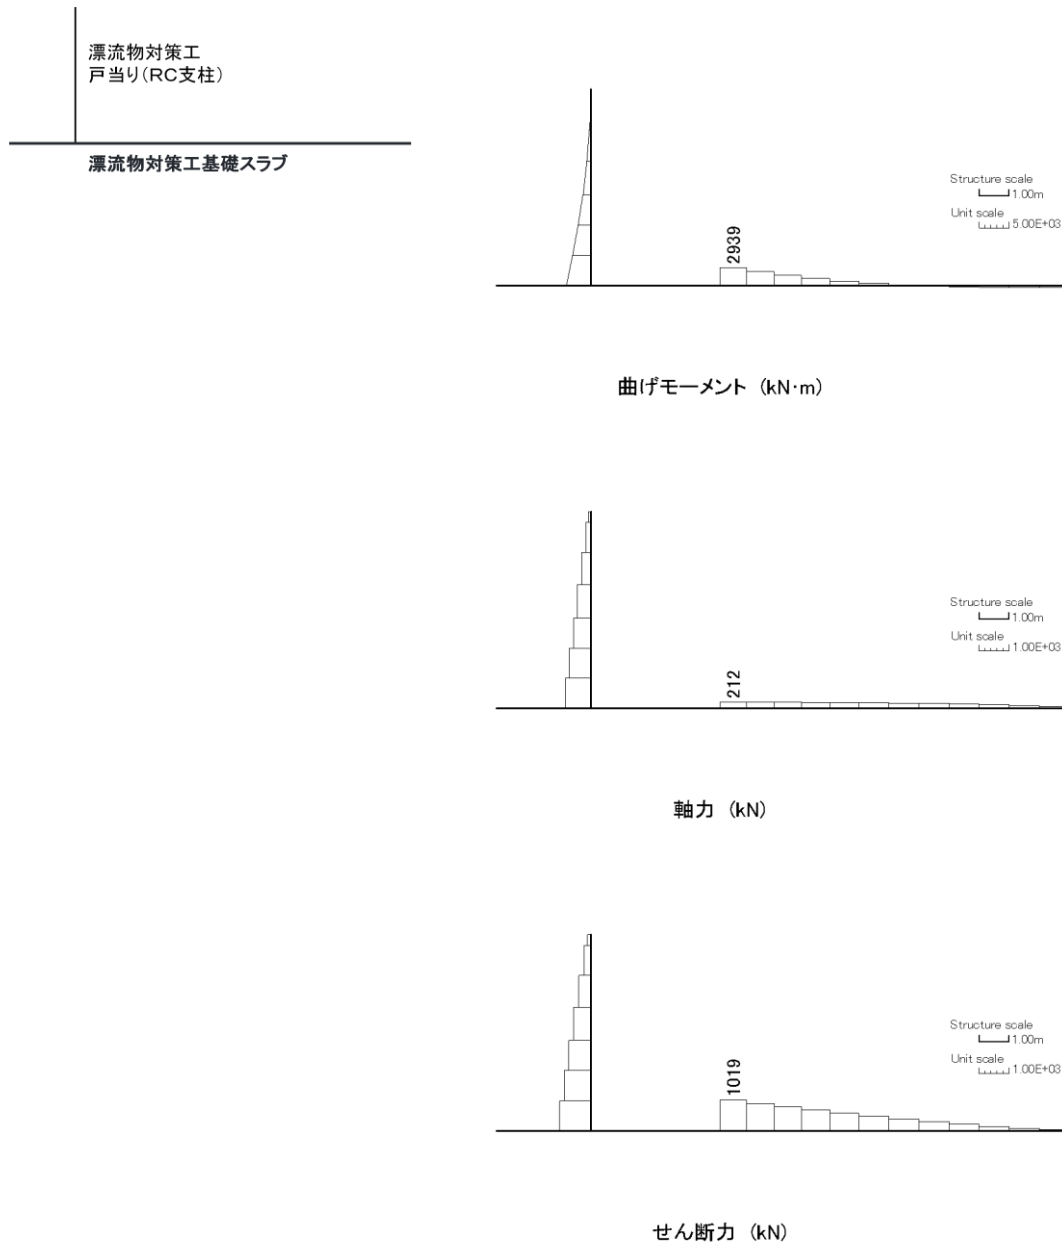 漂流物対策工
戸当り(RC支柱)
漂流物対策工基礎スラブ
Structure scale
1.00m
Unit scale
5.00E+03
2939
曲げモーメント (kN·m)
Structure scale
1.00m
Unit scale
1.00E+03
212
軸力 (kN)
Structure scale
1.00m
Unit scale
1.00E+03
1019
せん断力 (kN)